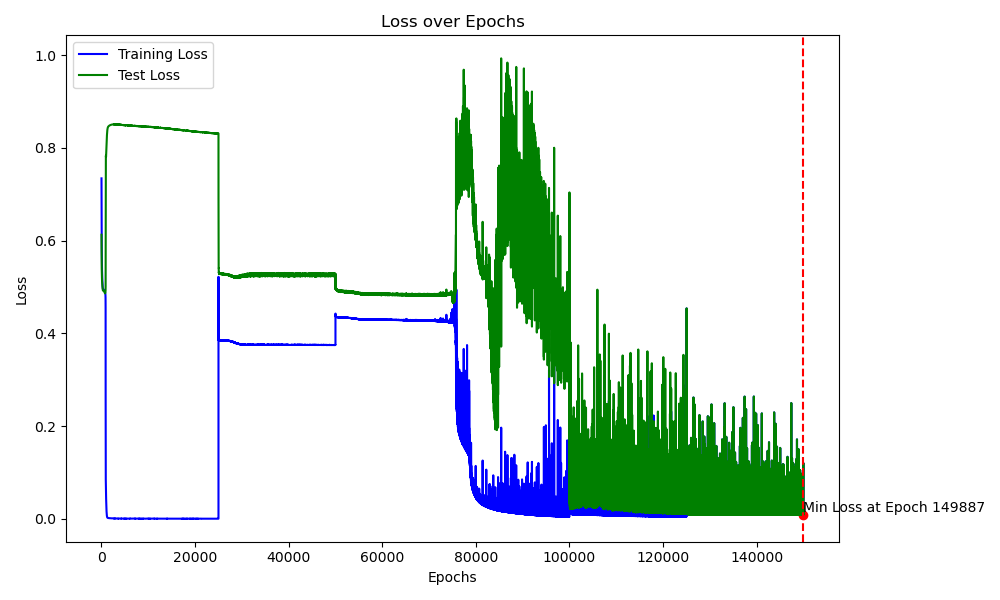 Loss over Epochs
Training Loss
Test Loss
1.0
0.8
0.6
0.4
0.2
0.0
Loss
Min Loss at Epoch 149887
0
20000
40000
60000
80000
100000
120000
140000
Epochs